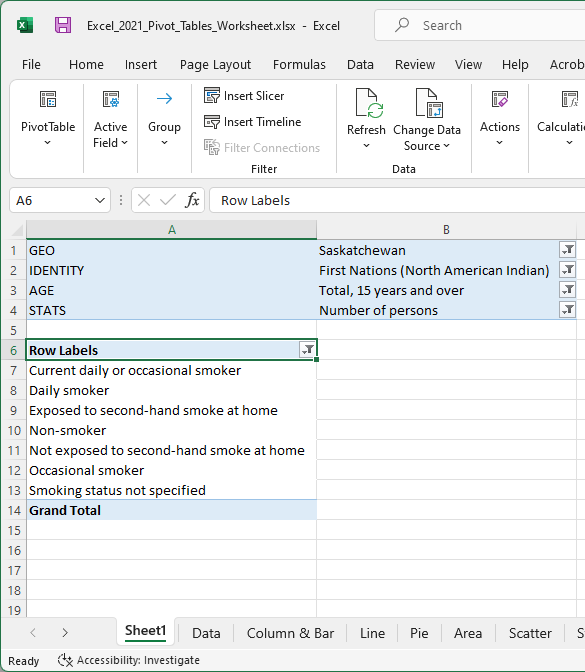 Excel_2021_Pivot_Tables_Worksheet.xlsx - Excel Search
File Home Insert Page Layout Formulas Data Review View Help Acrob
PivotTable
Active
Field
Group
Insert Slicer
Insert Timeline
Filter Connections
Filter
Refresh
Change Data
Source
Data
Actions
Calculati
A6 fx Row Labels
A B
1 GEO Saskatchewan
2 IDENTITY First Nations (North American Indian)
3 AGE Total, 15 years and over
4 STATS Number of persons
5
6 Row Labels
7 Current daily or occasional smoker
8 Daily smoker
9 Exposed to second-hand smoke at home
10 Non-smoker
11 Not exposed to second-hand smoke at home
12 Occasional smoker
13 Smoking status not specified
14 Grand Total
15
16
17
18
19
Sheet1 Data Column & Bar Line Pie Area Scatter S
Ready Accessibility: Investigate